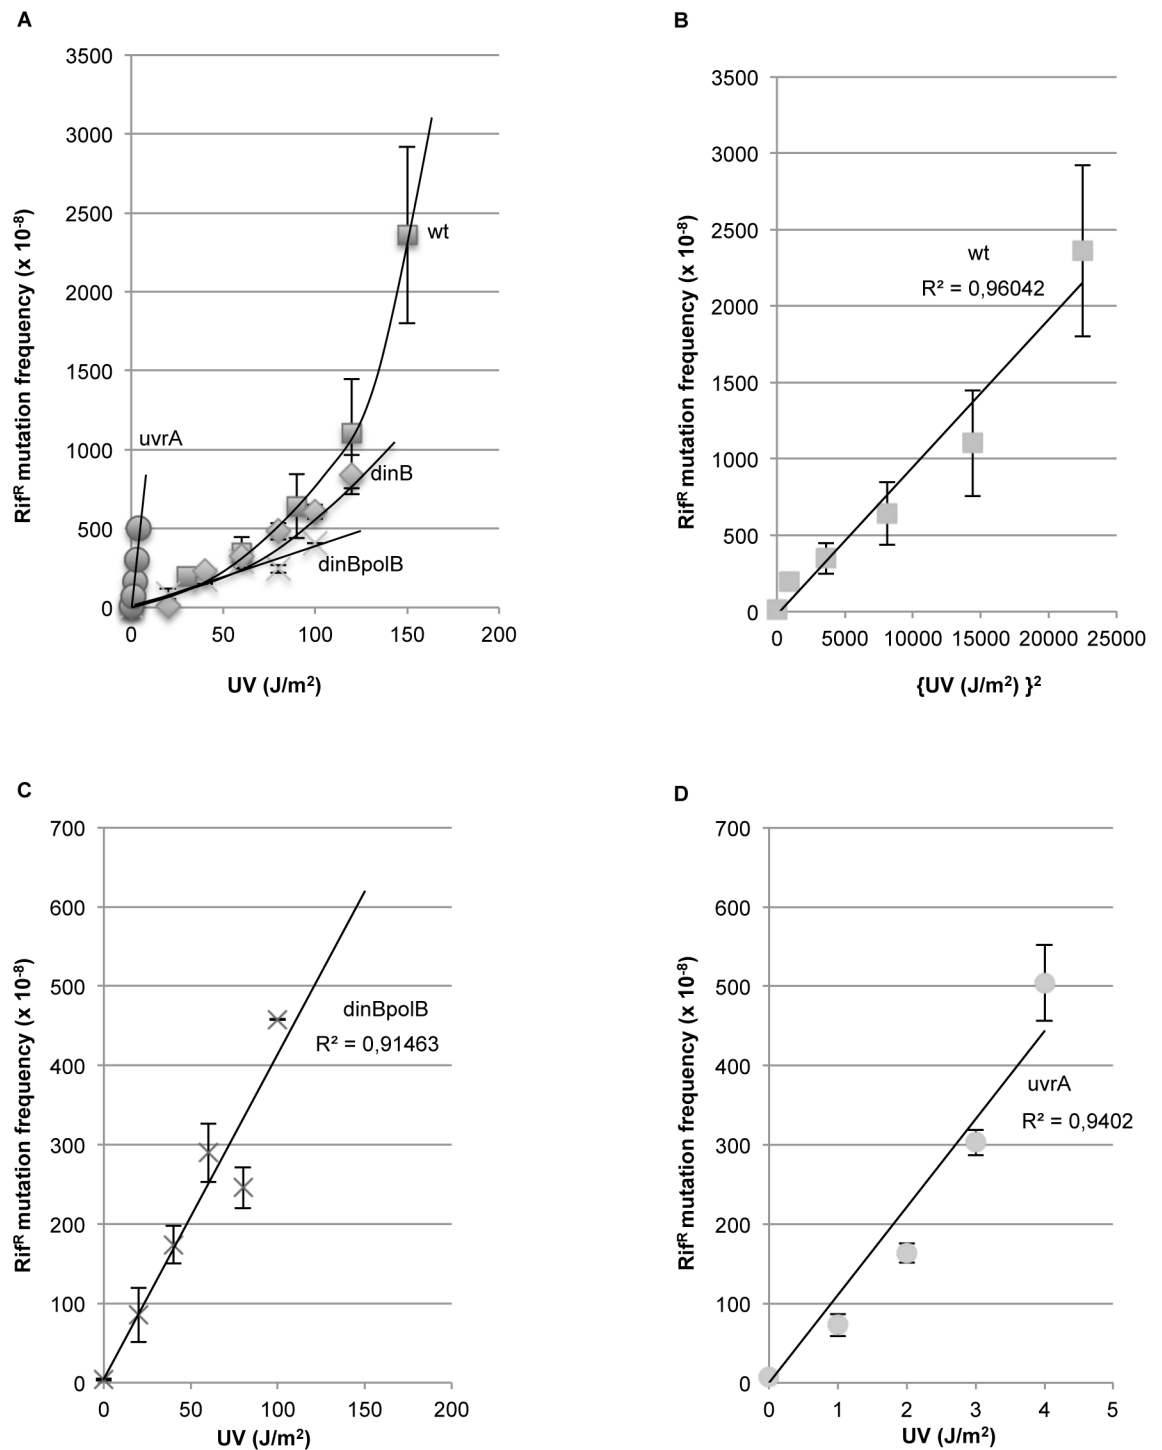 A
3500
3000
2500
2000
1500
1000
500
0
Rifᴿ mutation frequency (x 10⁻⁸)
wt
uvrA
dinB
dinBpolB
0 50 100 150 200
UV (J/m²)
B
3500
3000
2500
2000
1500
1000
500
0
Rifᴿ mutation frequency (x 10⁻⁸)
wt
R² = 0,96042
0 5000 10000 15000 20000 25000
{UV (J/m²) }²
C
700
600
500
400
300
200
100
0
Rifᴿ mutation frequency (x 10⁻⁸)
dinBpolB
R² = 0,91463
0 50 100 150 200
UV (J/m²)
D
700
600
500
400
300
200
100
0
Rifᴿ mutation frequency (x 10⁻⁸)
uvrA
R² = 0,9402
0 1 2 3 4 5
UV (J/m²)